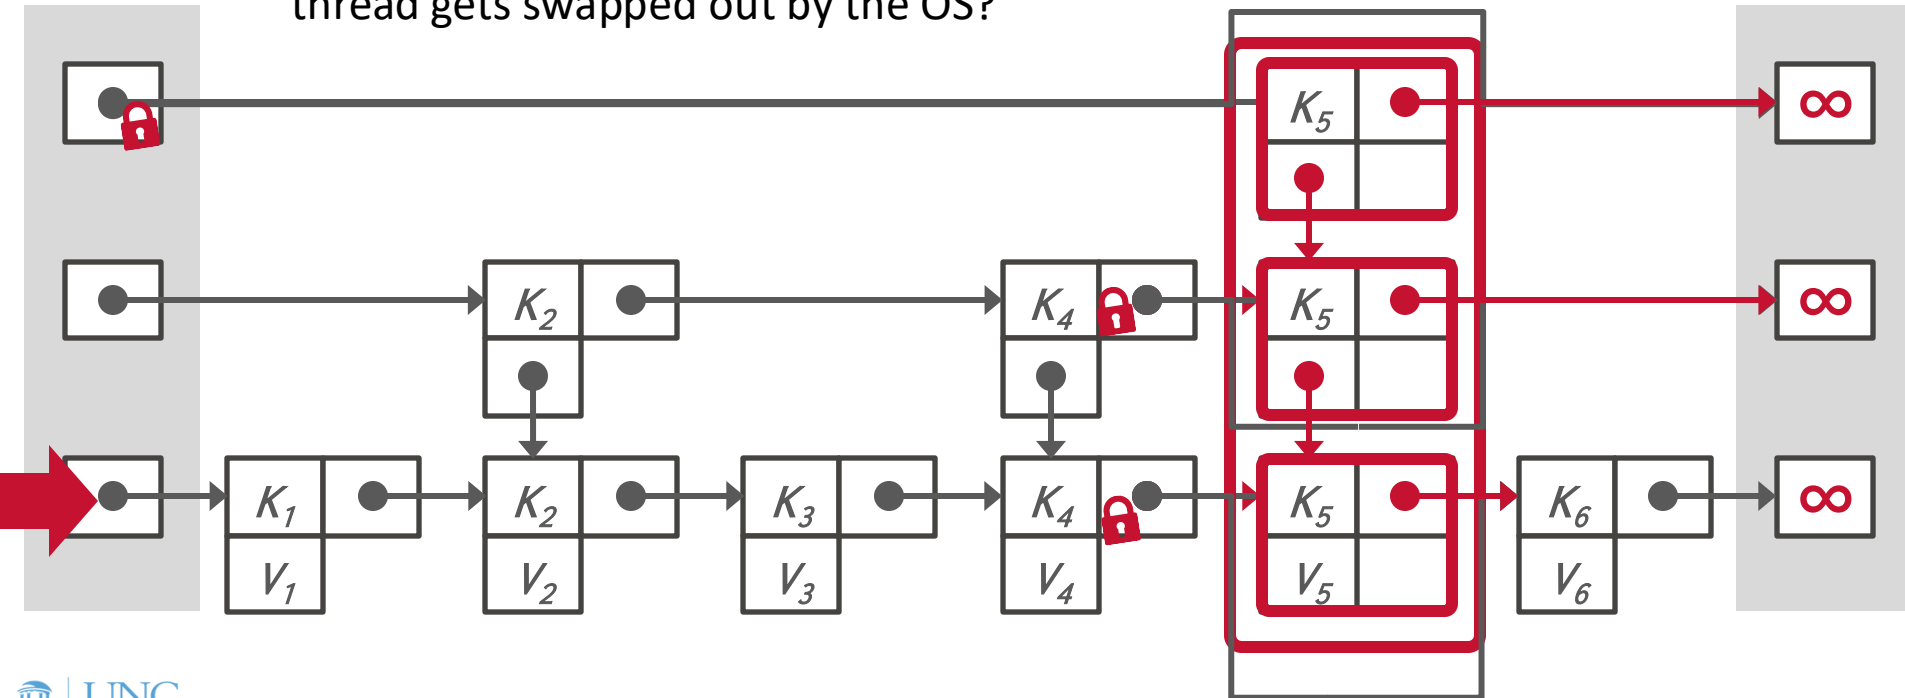 thread gets swapped out by the OS?
K5 ∞
K2 K4 K5 ∞
K1 K2 K3 K4 K5 K6 ∞
V1 V2 V3 V4 V5 V6
UNC